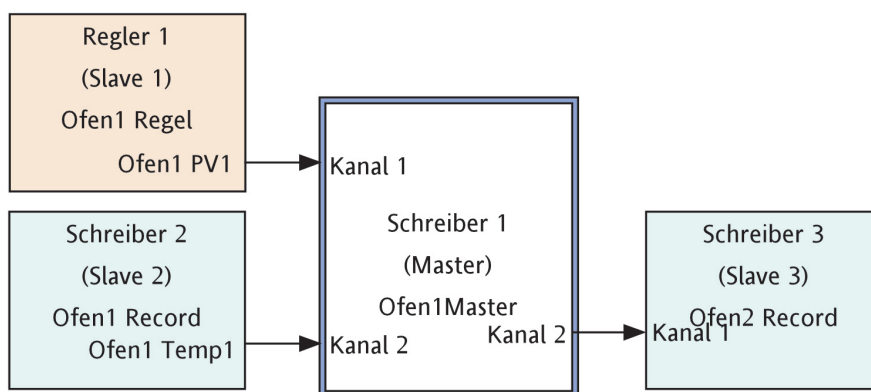 Regler 1
(Slave 1)
Ofen1 Regel
Ofen1 PV1
Schreiber 2
(Slave 2)
Ofen1 Record
Ofen1 Temp1
Kanal 1
Schreiber 1
(Master)
Ofen1Master
Kanal 2
Kanal 2
Schreiber 3
(Slave 3)
Ofen2 Record
Kanal 1